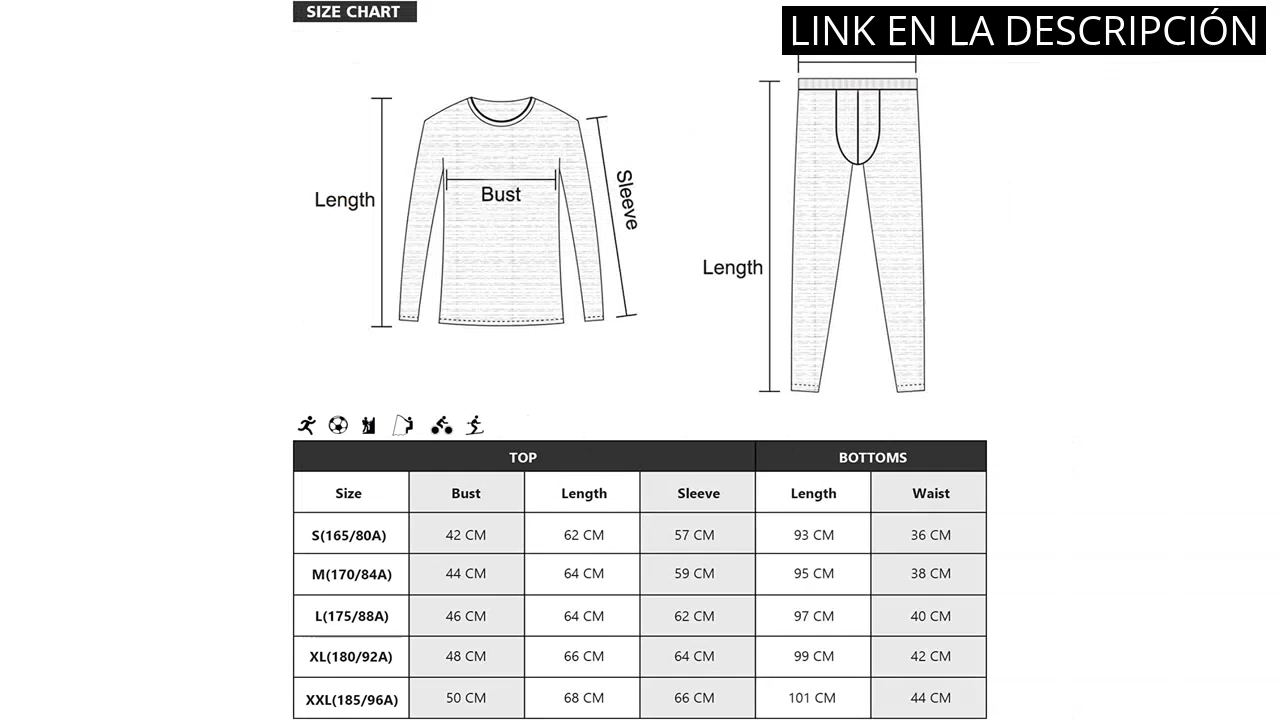 SIZE CHART
LINK EN LA DESCRIPCIÓN
Length
Bust
Sleeve
Length
TOP BOTTOMS
Size Bust Length Sleeve Length Waist
S(165/80A) 42 CM 62 CM 57 CM 93 CM 36 CM
M(170/84A) 44 CM 64 CM 59 CM 95 CM 38 CM
L(175/88A) 46 CM 64 CM 62 CM 97 CM 40 CM
XL(180/92A) 48 CM 66 CM 64 CM 99 CM 42 CM
XXL(185/96A) 50 CM 68 CM 66 CM 101 CM 44 CM